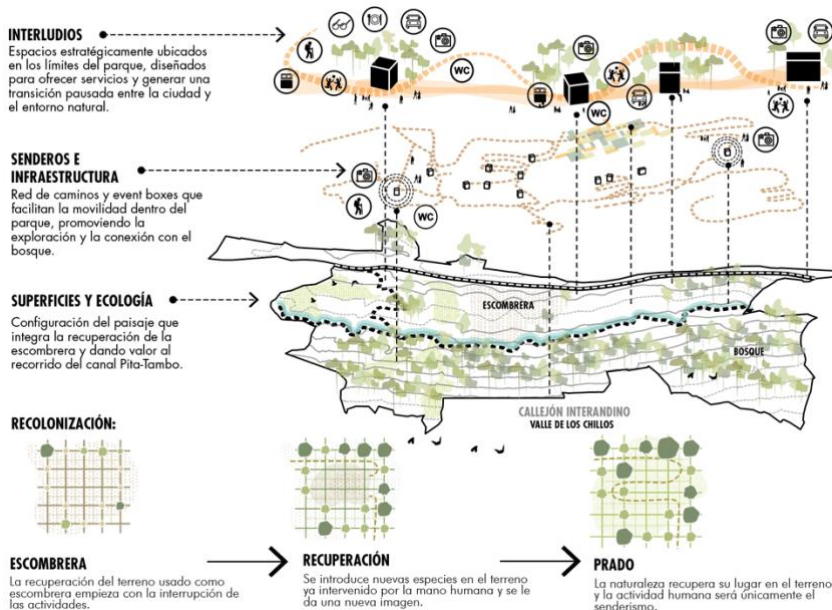 INTERLUDIOS
Espacios estratégicamente ubicados
en los límites del parque, diseñados
para ofrecer servicios y generar una
transición pausada entre la ciudad y
el entorno natural.
WC
WC
SENDEROS E
INFRAESTRUCTURA
Red de caminos y event boxes que
facilitan la movilidad dentro del
parque, promoviendo la
exploración y la conexión con el
bosque.
WC
SUPERFICIES Y ECOLOGÍA
Configuración del paisaje que
integra la recuperación de la
escombrera y dando valor al
recorrido del canal Pita-Tambo.
ESCOMBRERA
BOSQUE
CALLEJÓN INTERANDINO
VALLE DE LOS CHILLOS
RECOLONIZACIÓN:
ESCOMBRERA
La recuperación del terreno usado como
escombrera empieza con la interrupción de
las actividades.
RECUPERACIÓN
Se introduce nuevas especies en el terreno
ya intervenido por la mano humana y se le
da una nueva imagen.
PRADO
La naturaleza recupera su lugar en el terreno
y la actividad humana será únicamente el
senderismo.